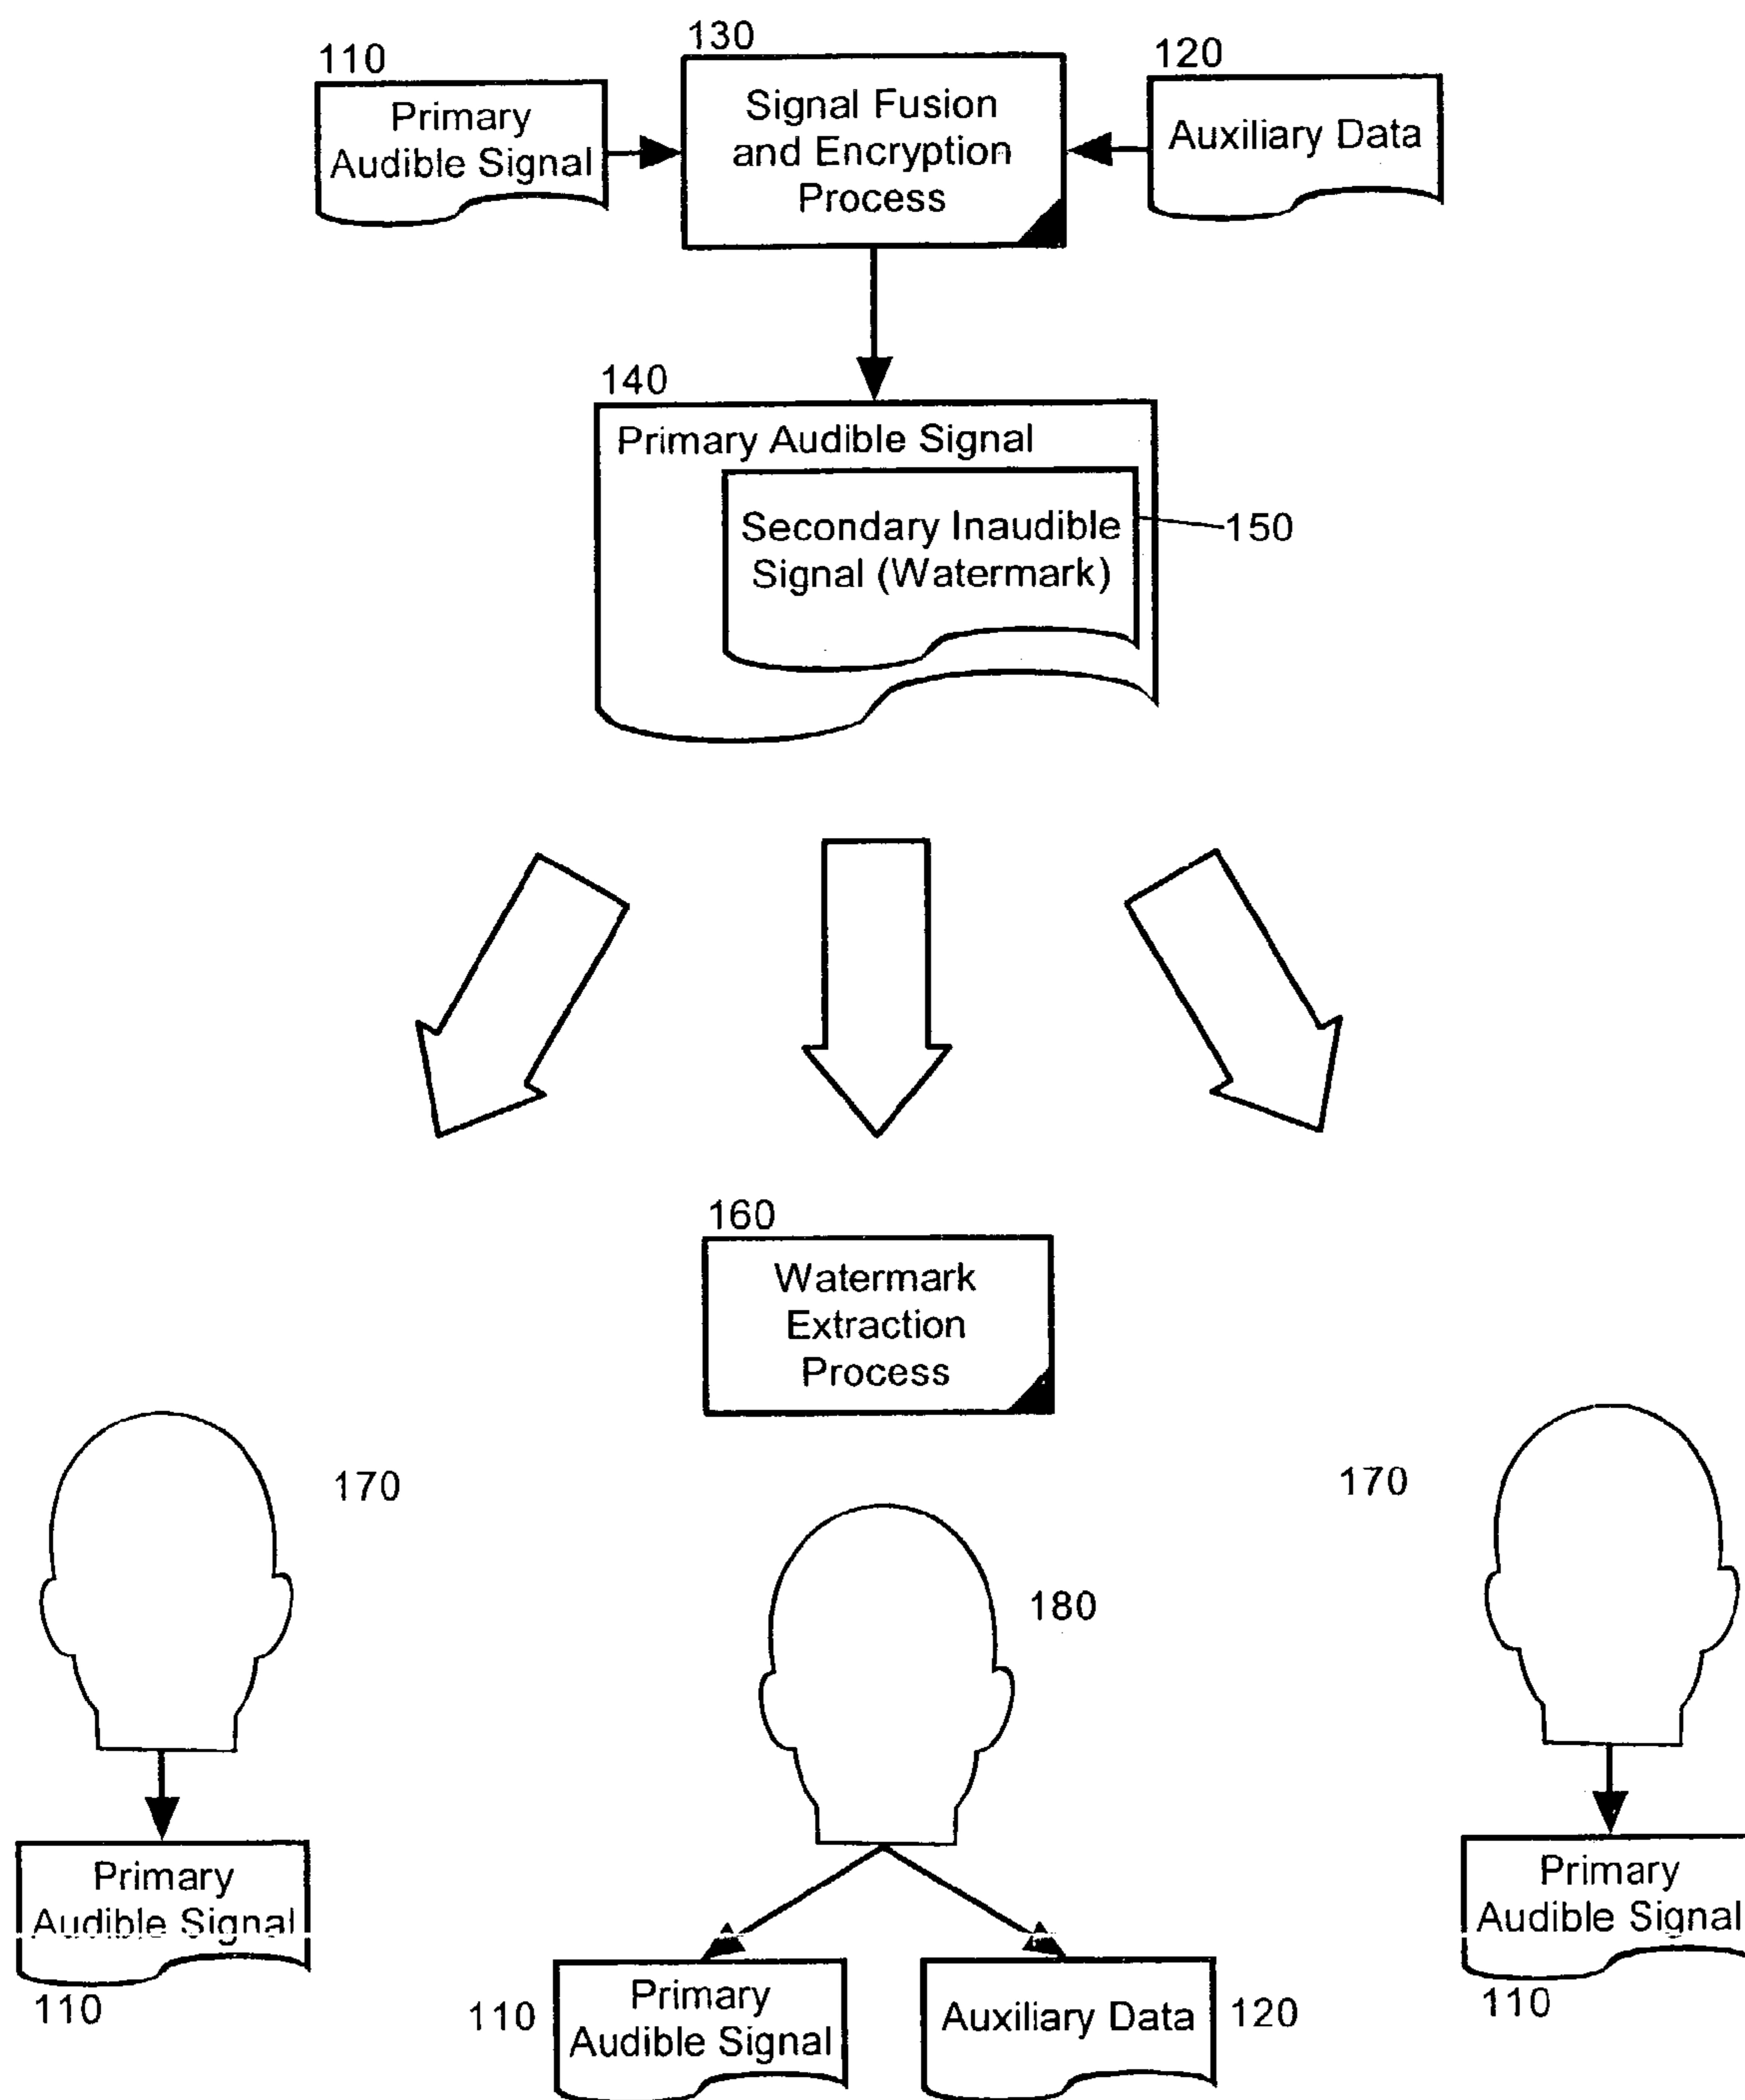 130
110
120
Signal Fusion
and Encryption
Process
Primary
Audible Signal
Auxiliary Data
140
Primary Audible Signal
Secondary Inaudible
Signal (Watermark)
150
160
Watermark
Extraction
Process
170
170
180
Primary
Audible Signal
110
Primary
Audible Signal
110
110
Primary
Audible Signal
Auxiliary Data
120